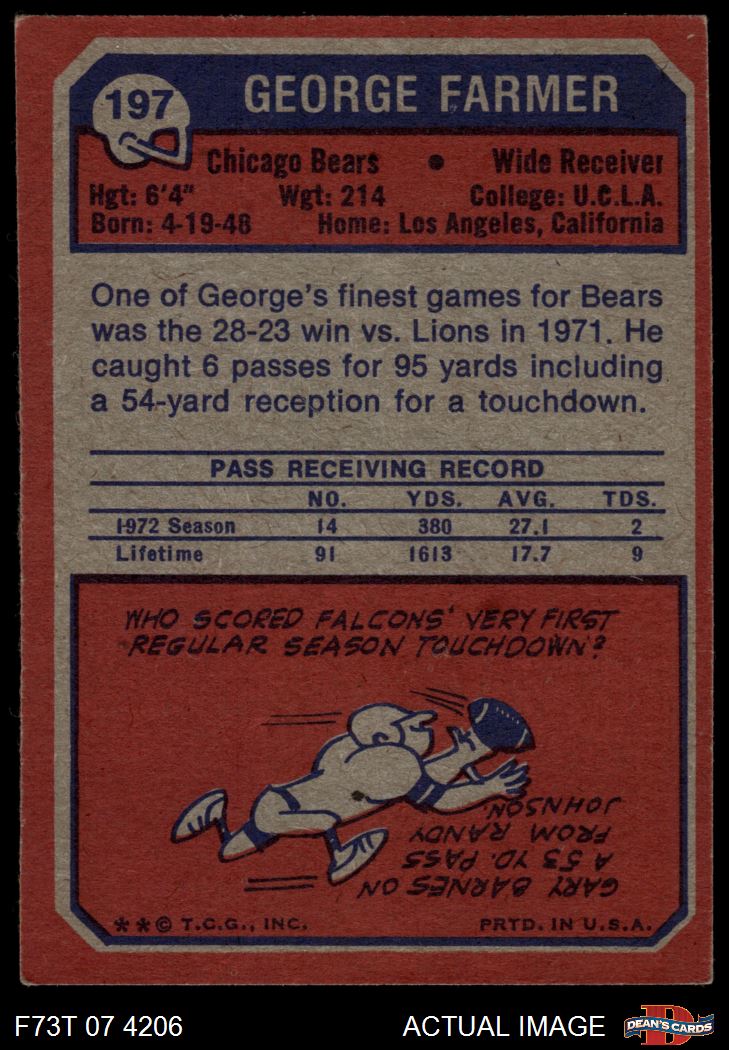 197
GEORGE FARMER
Chicago Bears • Wide Receiver
Hgt: 6'4" Wgt: 214 College: U.C.L.A.
Born: 4-19-48 Home: Los Angeles, California
One of George's finest games for Bears
was the 28-23 win vs. Lions in 1971. He
caught 6 passes for 95 yards including
a 54-yard reception for a touchdown.
PASS RECEIVING RECORD
NO. YDS. AVG. TDS.
1972 Season 14 380 27.1 2
Lifetime 91 1613 17.7 9
WHO SCORED FALCONS' VERY FIRST
REGULAR SEASON TOUCHDOWN?
GARY BARNES ON
A 53 YD. PASS
FROM RANDY
JOHNSON
**© T.C.G., INC. PRTD. IN U.S.A.
F73T 07 4206 ACTUAL IMAGE
D
DEAN'S CARDS